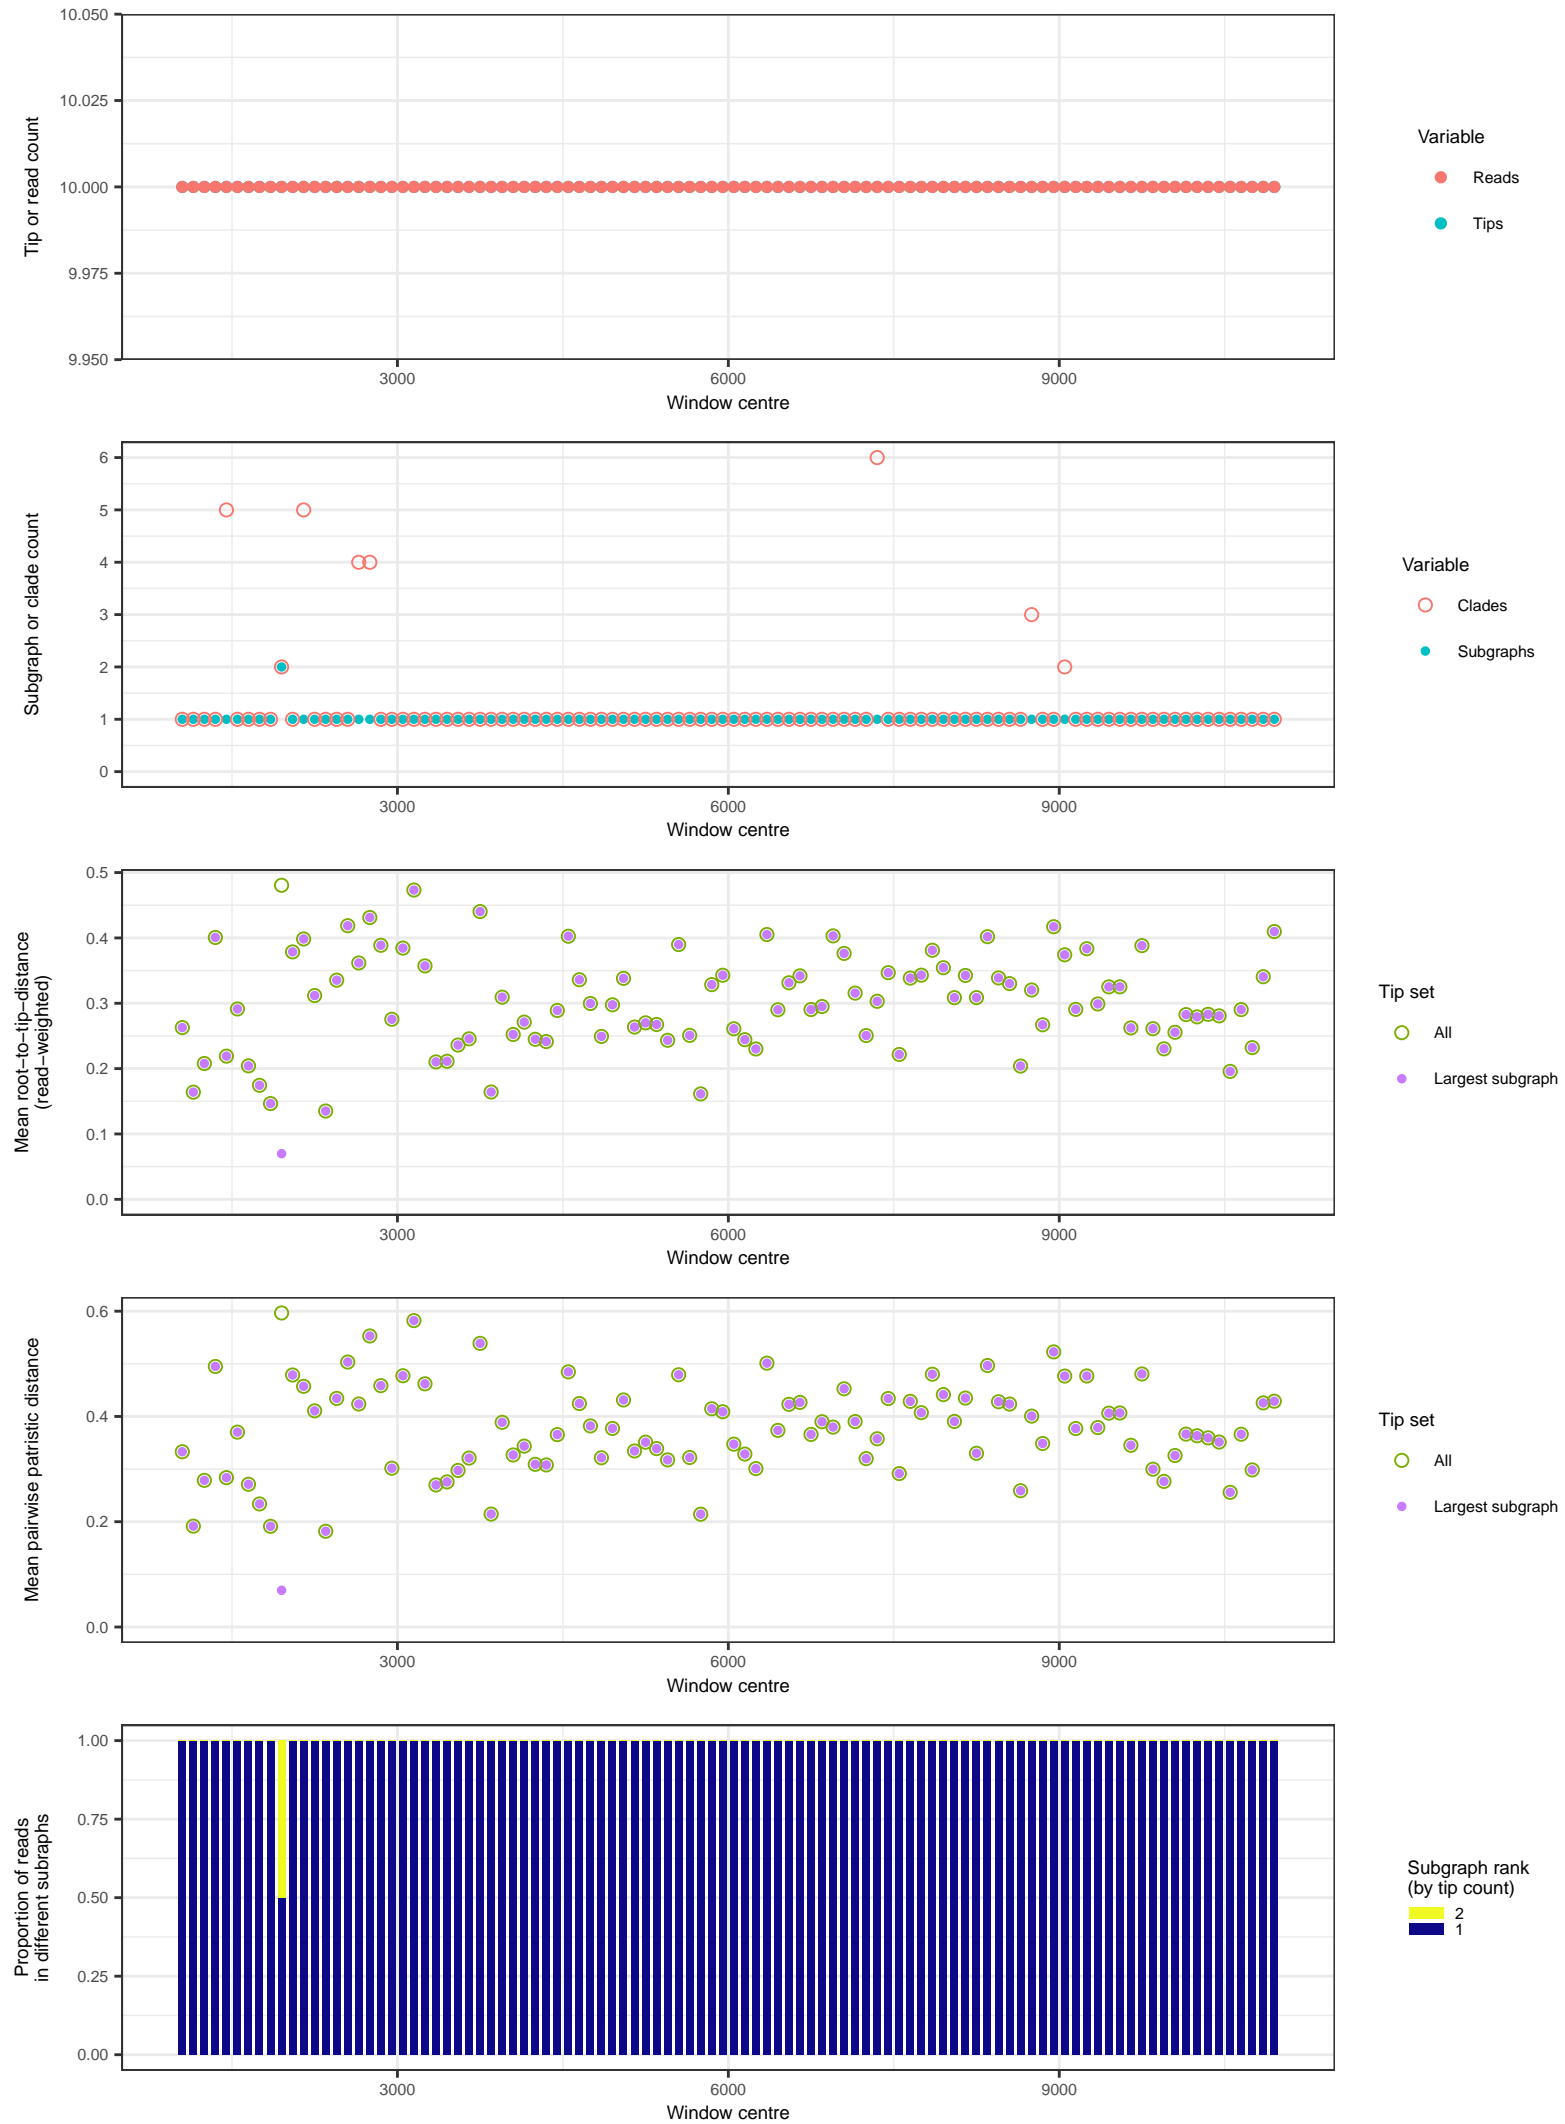 10.050
10.025
10.000
9.975
9.950
Tip or read count
3000 6000 9000
Window centre
Variable
Reads
Tips
6
5
4
3
2
1
0
Subgraph or clade count
3000 6000 9000
Window centre
Variable
Clades
Subgraphs
0.5
0.4
0.3
0.2
0.1
0.0
Mean root−to−tip−distance
(read−weighted)
3000 6000 9000
Window centre
Tip set
All
Largest subgraph
0.6
0.4
0.2
0.0
Mean pairwise patristic distance
3000 6000 9000
Window centre
Tip set
All
Largest subgraph
1.00
0.75
0.50
0.25
0.00
Proportion of reads
in different subraphs
3000 6000 9000
Window centre
Subgraph rank
(by tip count)
2
1